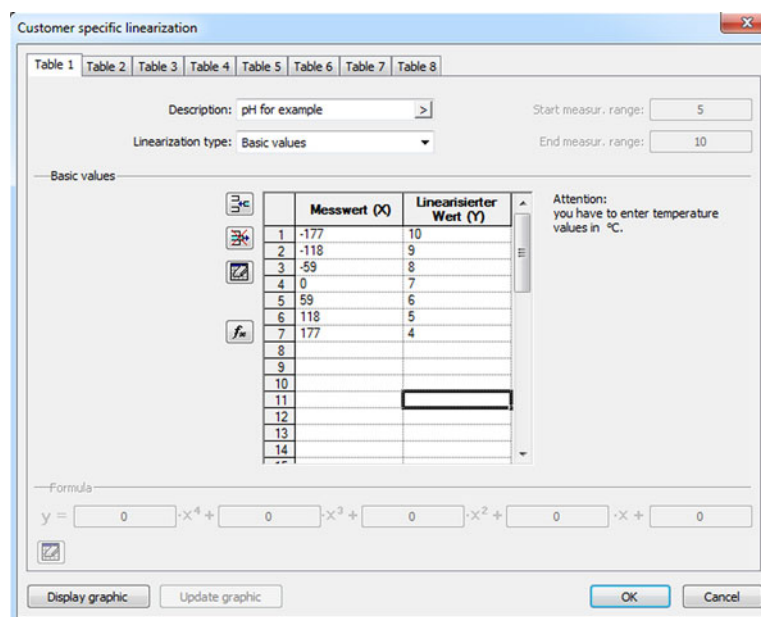 Customer specific linearization
Table 1 Table 2 Table 3 Table 4 Table 5 Table 6 Table 7 Table 8
Description: pH for example >
Start measur. range: 5
Linearization type: Basic values
End measur. range: 10
Basic values
Messwert (X) Linearisierter Wert (Y)
1 -177 10
2 -118 9
3 -59 8
4 0 7
5 59 6
6 118 5
7 177 4
8
9
10
11
12
13
14
Attention:
you have to enter temperature
values in °C.
Formula
y = 0 ·X⁴ + 0 ·X³ + 0 ·X² + 0 ·X + 0
Display graphic Update graphic OK Cancel